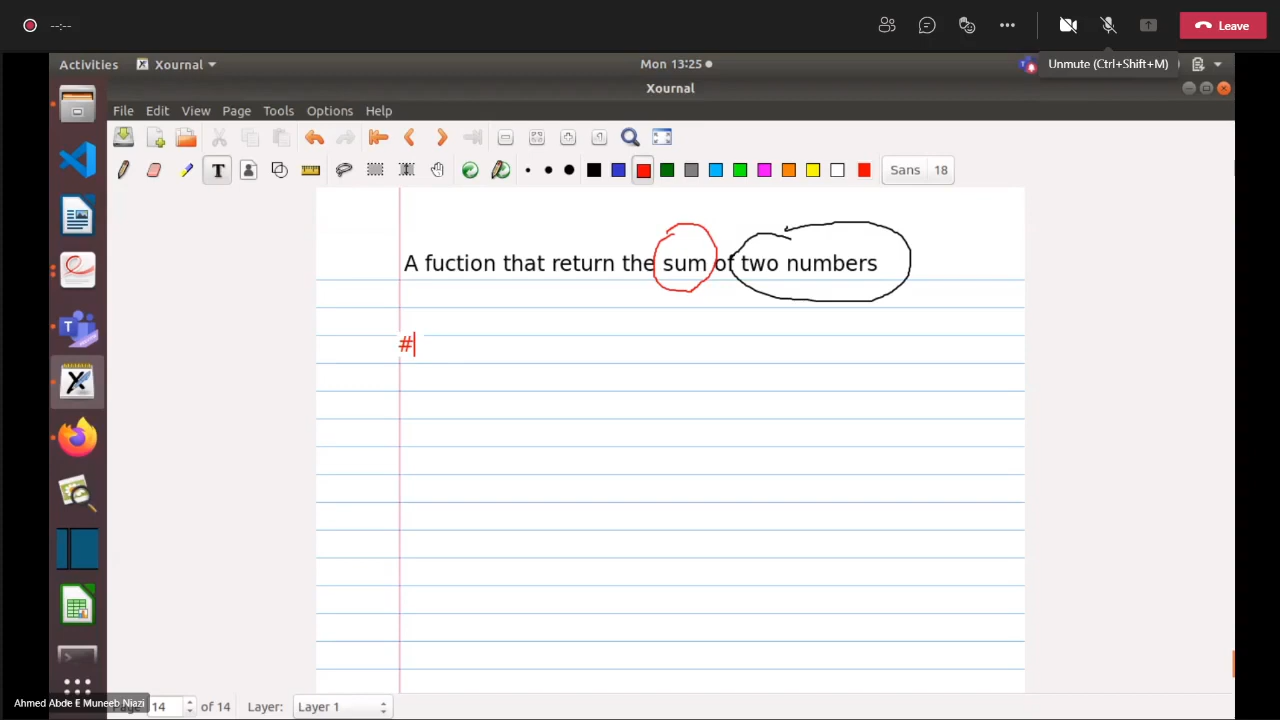 --:--
Leave
Activities
Xournal
Mon 13:25
Unmute (Ctrl+Shift+M)
Xournal
File Edit View Page Tools Options Help
T
Sans 18
A fuction that return the sum of two numbers
#
Ahmed Abde E Muneeb Niazi
14 of 14 Layer: Layer 1